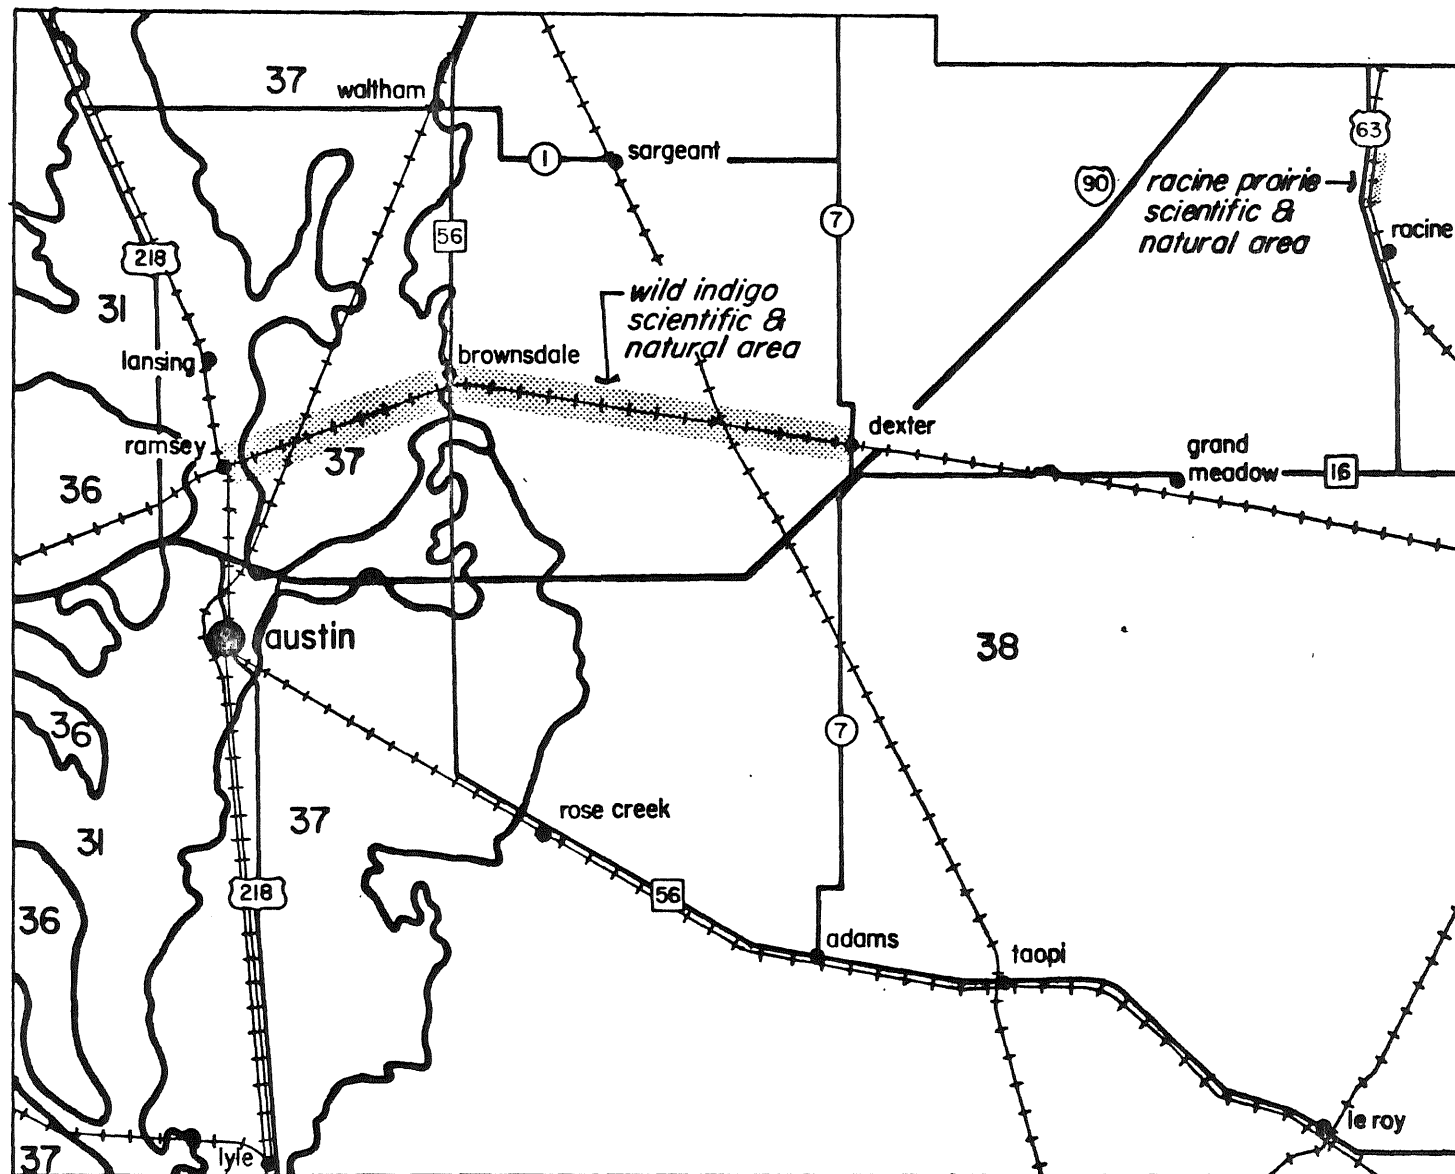 37
waltham
63
1
sargeant
90
racine prairie
scientific &
natural area
7
56
racine
218
31
wild indigo
scientific &
natural area
lansing
brownsdale
dexter
ramsey
grand
meadow
16
37
36
austin
38
36
7
rose creek
37
31
218
56
36
adams
taopi
le roy
37
lyle